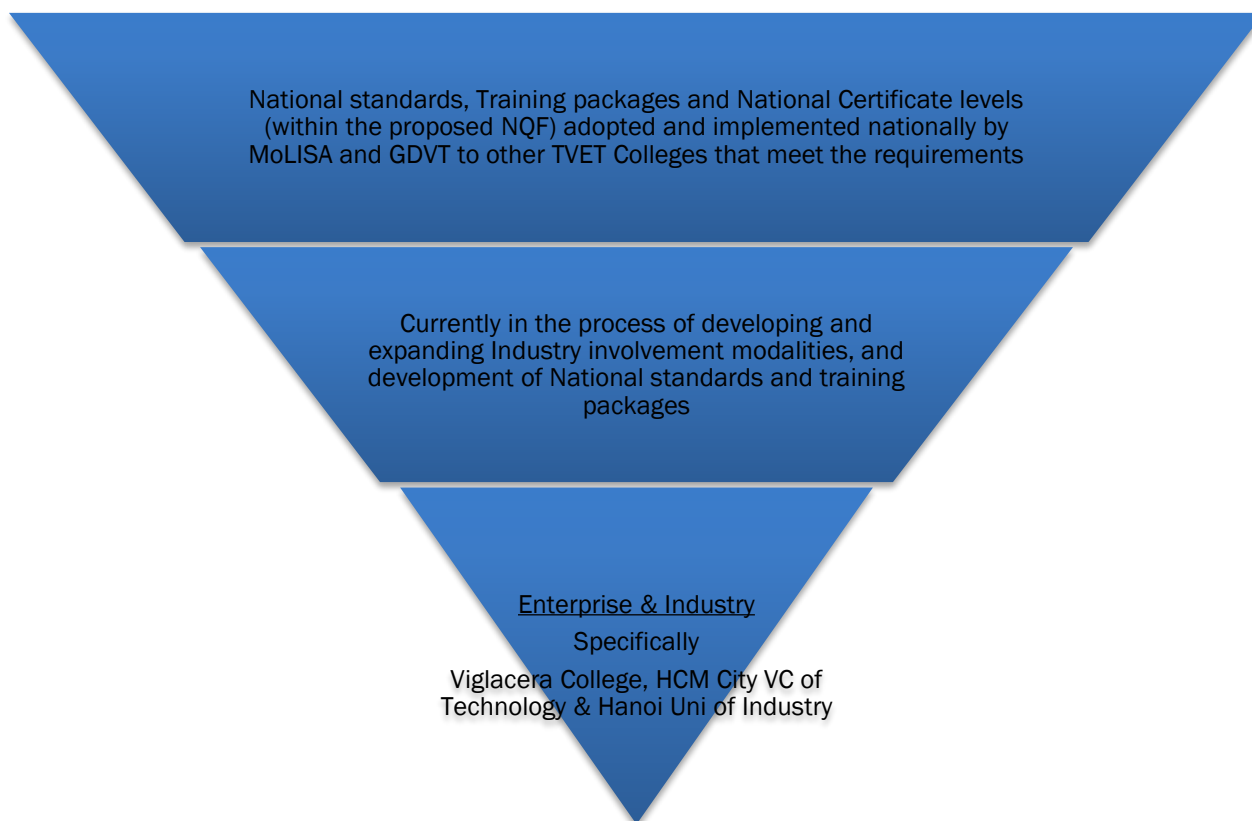 National standards, Training packages and National Certificate levels
(within the proposed NQF) adopted and implemented nationally by
MoLISA and GDVT to other TVET Colleges that meet the requirements
Currently in the process of developing and
expanding Industry involvement modalities, and
development of National standards and training
packages
Enterprise & Industry
Specifically
Viglacera College, HCM City VC of
Technology & Hanoi Uni of Industry